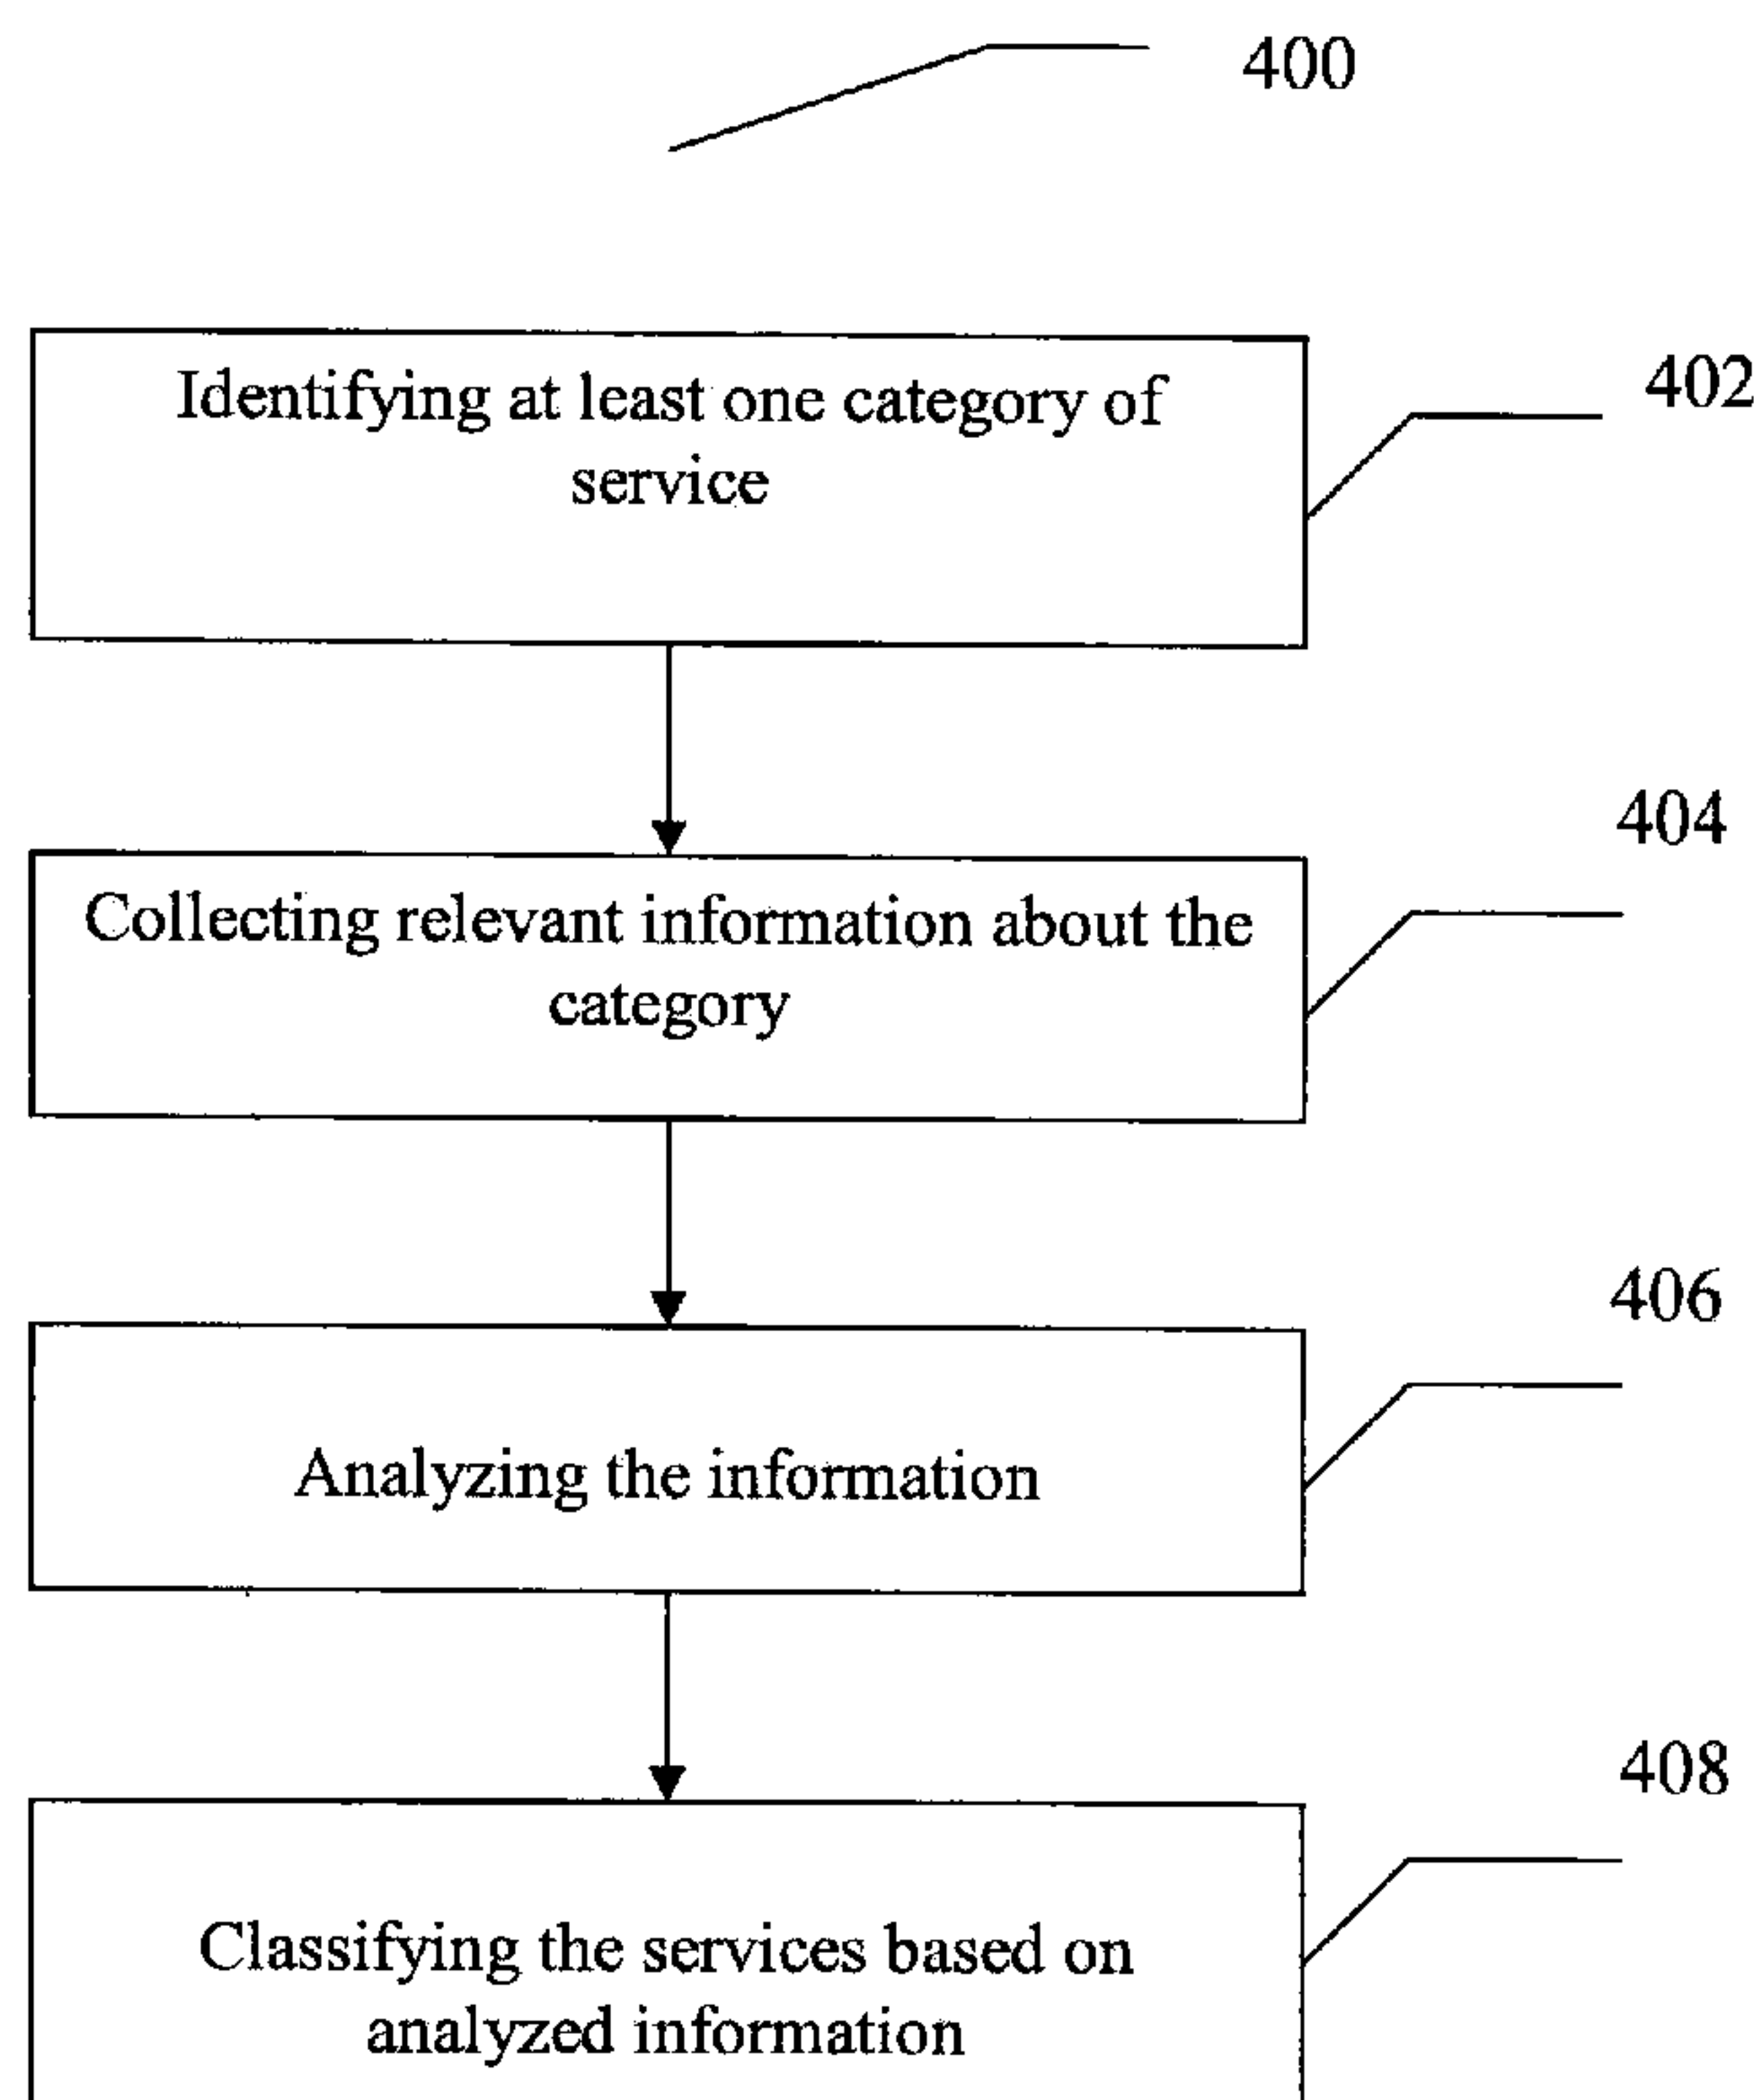 400
Identifying at least one category of
service
402
Collecting relevant information about the
category
404
Analyzing the information
406
Classifying the services based on
analyzed information
408